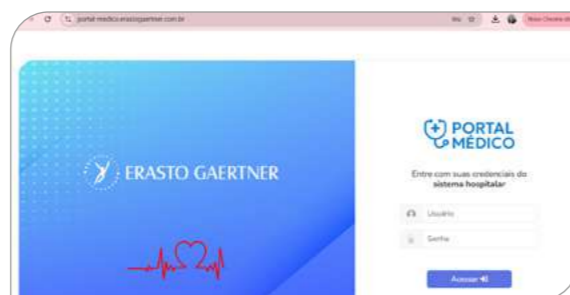 portal-medico.erastogaertner.com.br
ERASTO GAERTNER
PORTAL
MÉDICO
Entre com suas credenciais do
sistema hospitalar
Usuário
Senha
Acessar